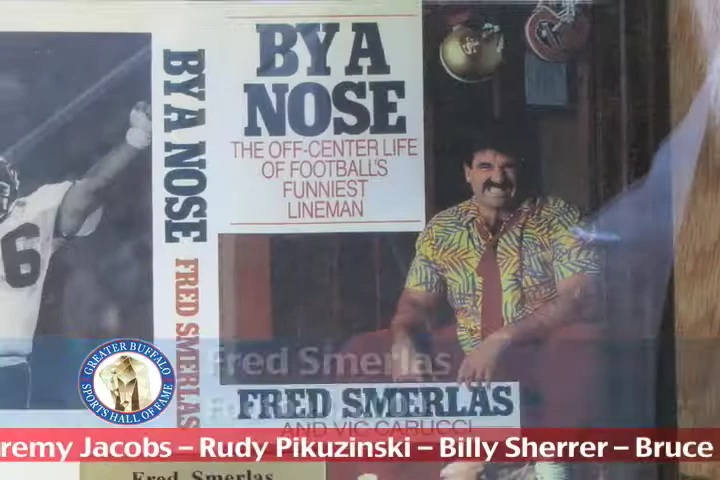 BY A
NOSE
THE OFF-CENTER LIFE
OF FOOTBALL'S
FUNNIEST
LINEMAN
BY A NOSE
FRED SMERLAS
6
Fred Smerlas
FRED SMERLAS
AND VIC CARUCCI
GREATER BUFFALO
SPORTS HALL OF FAME
remy Jacobs – Rudy Pikuzinski – Billy Sherrer – Bruce
Fred Smerlas